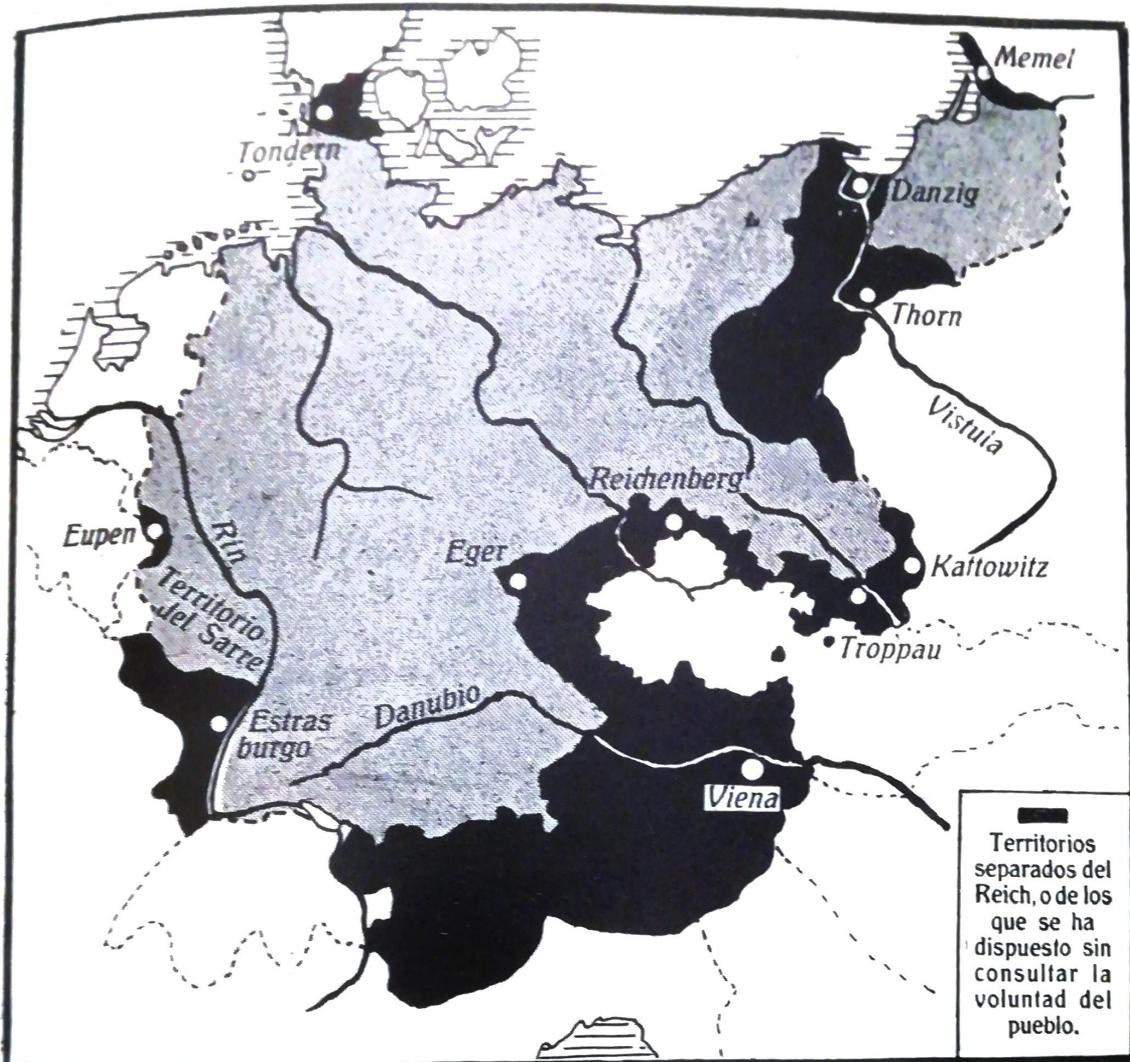 Memel
Tondern
Danzig
Thorn
Vistuia
Reichenberg
Eupen
Rin
Eger
Kattowitz
Territorio
del Sarre
Troppau
Estras
burgo
Danubio
Viena
Territorios
separados del
Reich, o de los
que se ha
dispuesto sin
consultar la
voluntad del
pueblo.